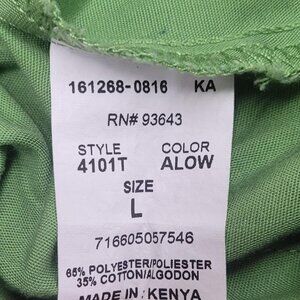 161268-0816 KA
RN# 93643
STYLE COLOR
4101T ALOW
SIZE
L
716605057546
65% POLYESTER/POLIESTER
35% COTTON/ALGODON
MADE IN: KENYA